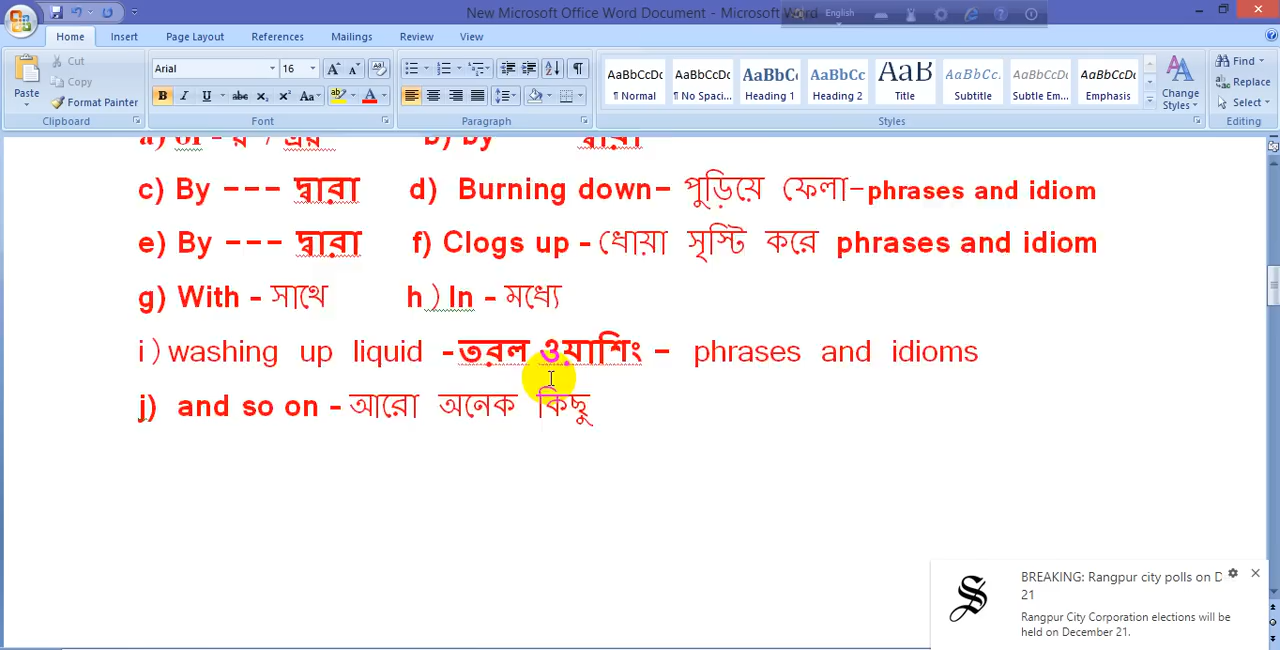 New Microsoft Office Word Document - Microsoft Word
English
Home Insert Page Layout References Mailings Review View
Paste
Cut
Copy
Format Painter
Clipboard
Arial 16
Font
Paragraph
AaBbCcDc AaBbCcDc AaBbC AaBbCc AaB AaBbCc. AaBbCcDc AaBbCcDc
¶ Normal ¶ No Spaci... Heading 1 Heading 2 Title Subtitle Subtle Em... Emphasis
Change Styles
Styles
Find
Replace
Select
Editing
a) of - র / এর b) by দ্বারা
c) By --- দ্বারা d) Burning down- পুড়িয়ে ফেলা-phrases and idiom
e) By --- দ্বারা f) Clogs up - ধোয়া সৃস্টি করে phrases and idiom
g) With - সাথে h) In - মধ্যে
i) washing up liquid -তরল ওয়াশিং - phrases and idioms
j) and so on - আরো অনেক কিছু
BREAKING: Rangpur city polls on D
21
Rangpur City Corporation elections will be
held on December 21.